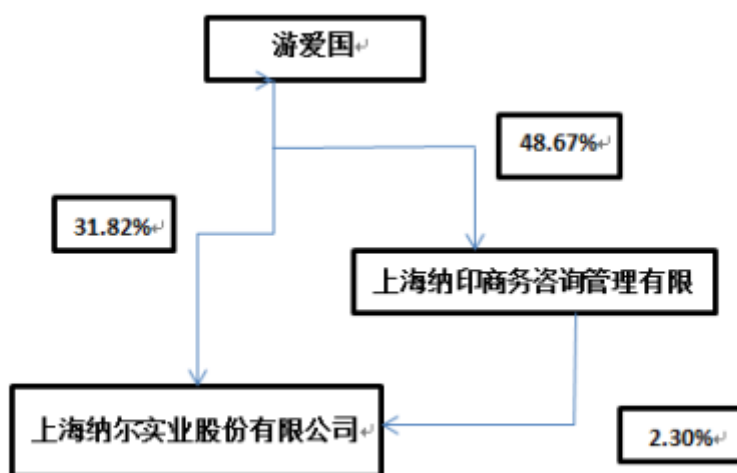 游爱国
48.67%
31.82%
上海纳印商务咨询管理有限
上海纳尔实业股份有限公司
2.30%